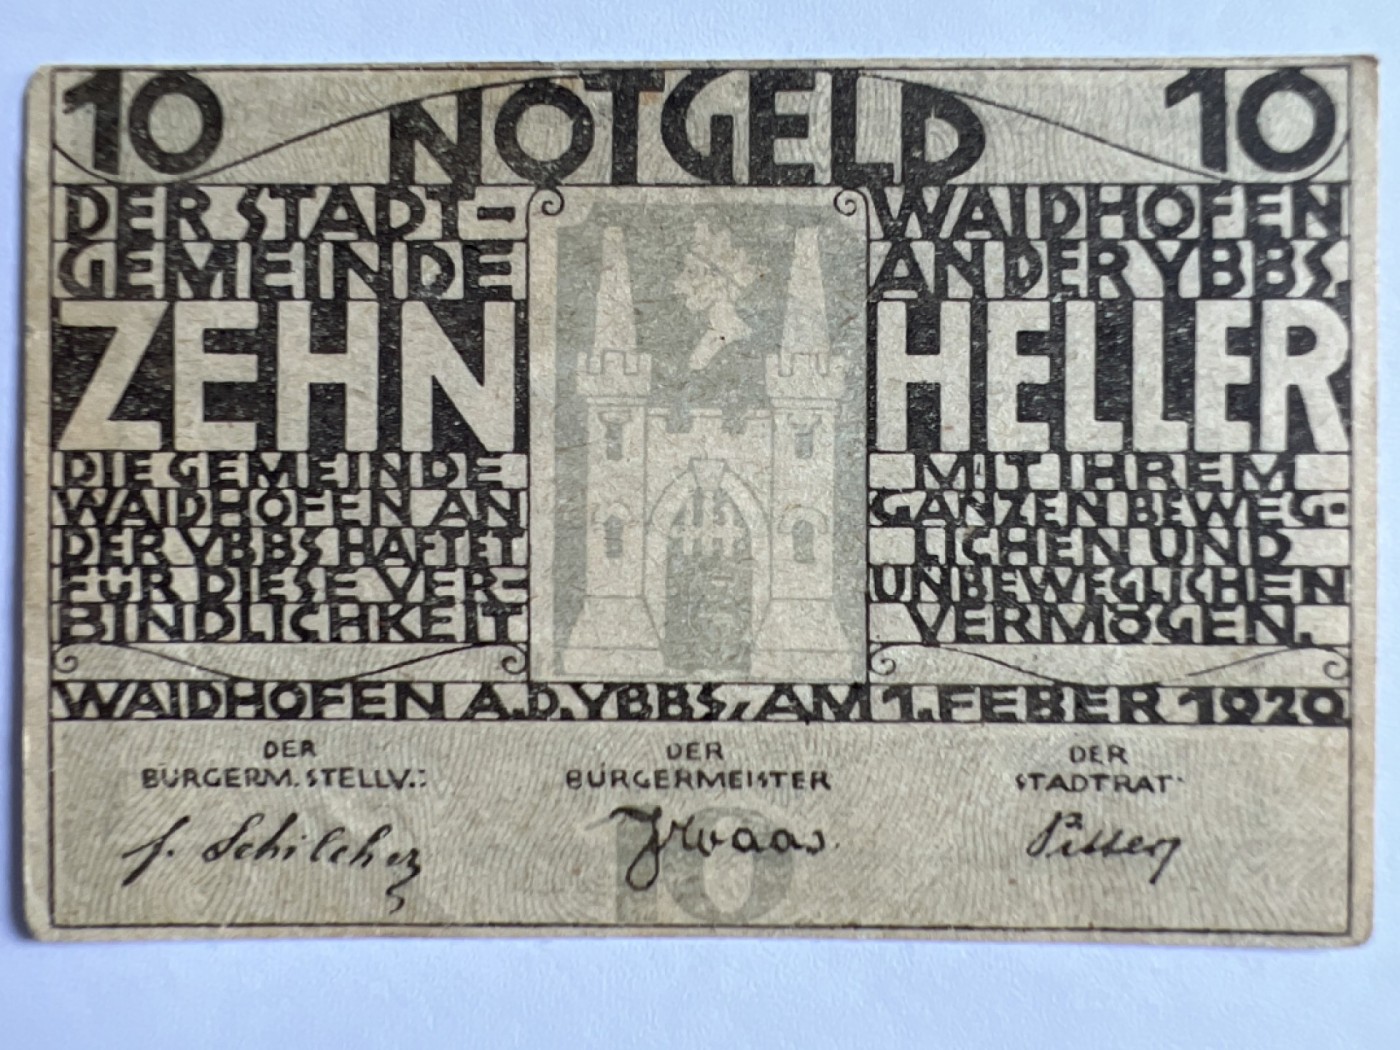 10 NOTGELD 10
DER STADT-
GEMEINDE
WAIDHOFEN
AN DER YBBS
ZEHN HELLER
DIE GEMEINDE
WAIDHOFEN AN
DER YBBS HAFTET
FÜR DIESE VER-
BINDLICHKEIT
MIT IHREM
GANZEN BEWEG-
LICHEN UND
UNBEWEGLICHEN
VERMÖGEN.
WAIDHOFEN A.D. YBBS, AM 1. FEBER 1920
DER
BÜRGERM. STELLV.:
DER
BÜRGERMEISTER
DER
STADTRAT
f. Schilcher
10